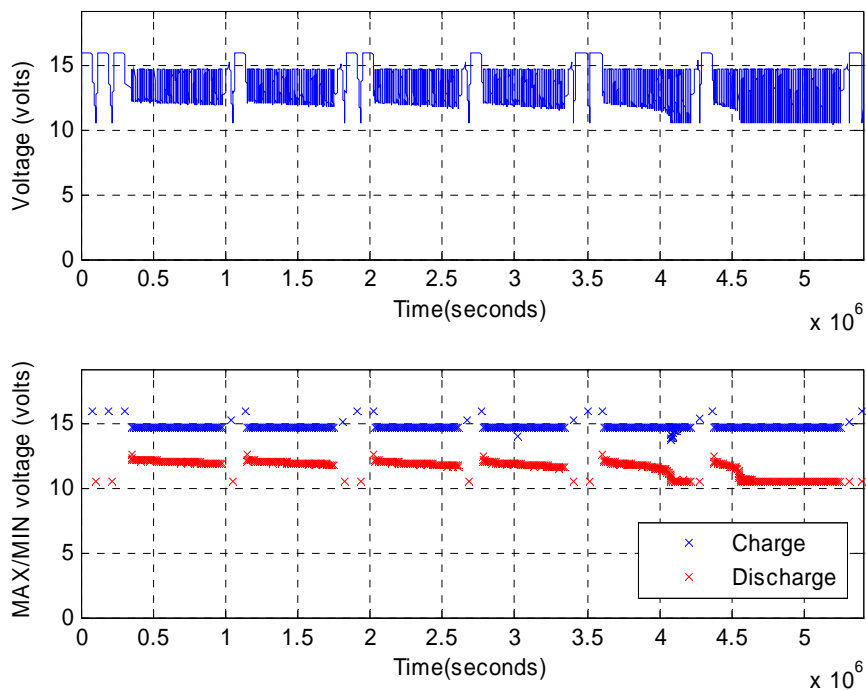 Voltage (volts)
15
10
5
0
0 0.5 1 1.5 2 2.5 3 3.5 4 4.5 5
Time(seconds)
x 10^6
MAX/MIN voltage (volts)
15
10
5
0
Charge
Discharge
0 0.5 1 1.5 2 2.5 3 3.5 4 4.5 5
Time(seconds)
x 10^6